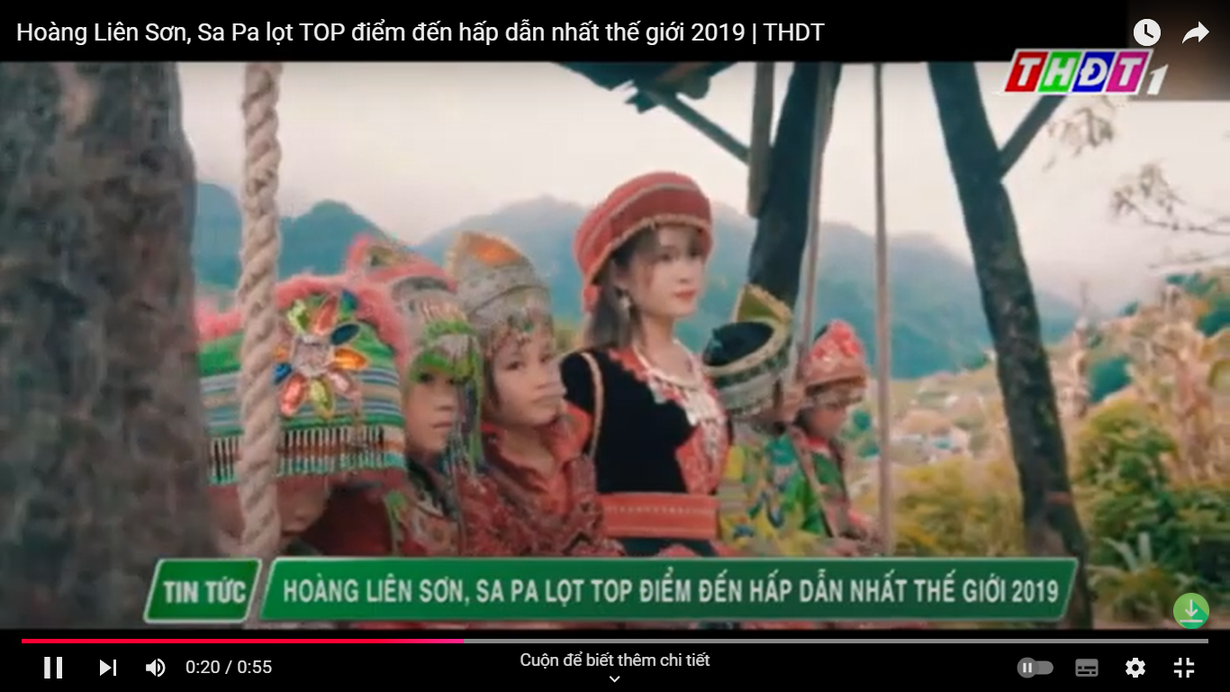 Hoàng Liên Sơn, Sa Pa lọt TOP điểm đến hấp dẫn nhất thế giới 2019 | THDT
THĐT1
TIN TỨC
HOÀNG LIÊN SƠN, SA PA LỌT TOP ĐIỂM ĐẾN HẤP DẪN NHẤT THẾ GIỚI 2019
0:20 / 0:55
Cuộn để biết thêm chi tiết